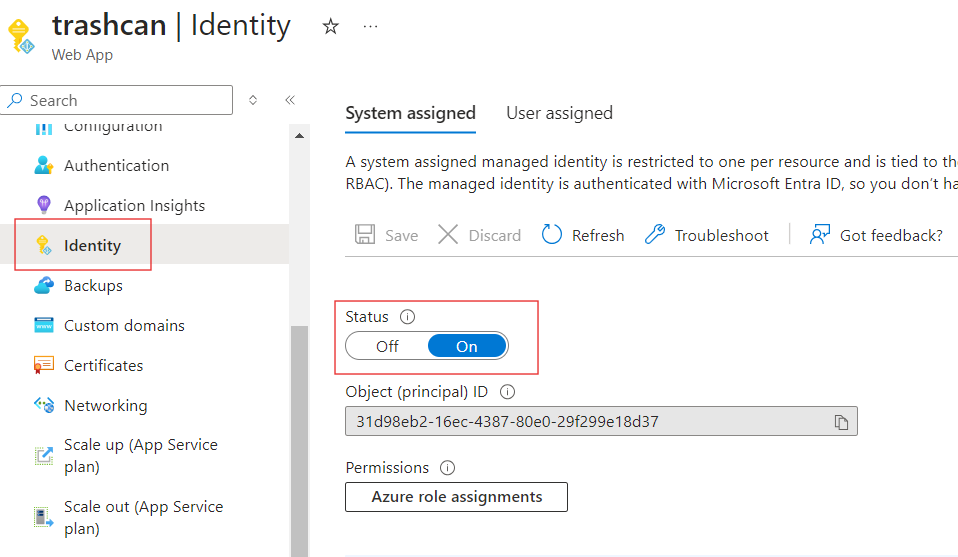 trashcan | Identity
Web App
Search
Configuration
Authentication
Application Insights
Identity
Backups
Custom domains
Certificates
Networking
Scale up (App Service
plan)
Scale out (App Service
plan)
System assigned User assigned
A system assigned managed identity is restricted to one per resource and is tied to the
RBAC). The managed identity is authenticated with Microsoft Entra ID, so you don’t ha
Save Discard Refresh Troubleshoot Got feedback?
Status
Off On
Object (principal) ID
31d98eb2-16ec-4387-80e0-29f299e18d37
Permissions
Azure role assignments